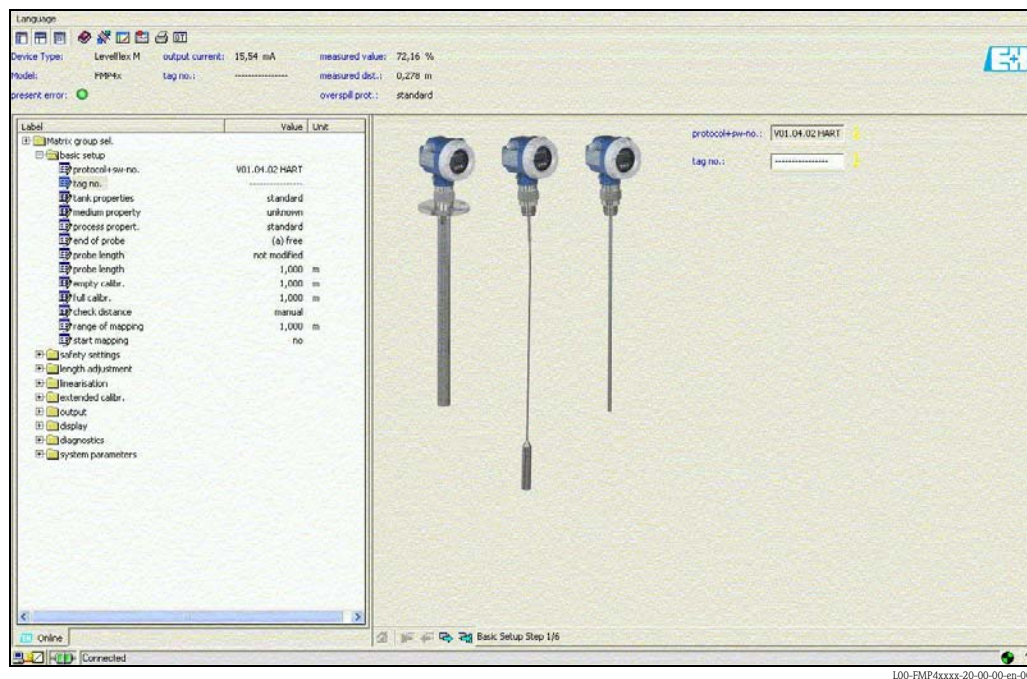 Language
Device Type: Levelflex M output current: 15,54 mA measured value: 72,16 %
Model: FMP4x tag no.: ---------------- measured dist.: 0,278 m
present error: overspil prot.: standard
E+H
Label Value Unit
Matrix group sel.
basic setup
protocol+sw-no. V01.04.02 HART
tag no. ----------------
tank properties standard
medium property unknown
process propert. standard
end of probe (a) free
probe length not modified
probe length 1,000 m
empty calibr. 1,000 m
full calibr. 1,000 m
check distance manual
range of mapping 1,000 m
start mapping no
safety settings
length adjustment
linearisation
extended calibr.
output
display
diagnostics
system parameters
protocol+sw-no.: V01.04.02 HART
tag no.: ----------------
Online
Basic Setup Step 1/6
Connected
L00-FMP4xxxx-20-00-00-en-0